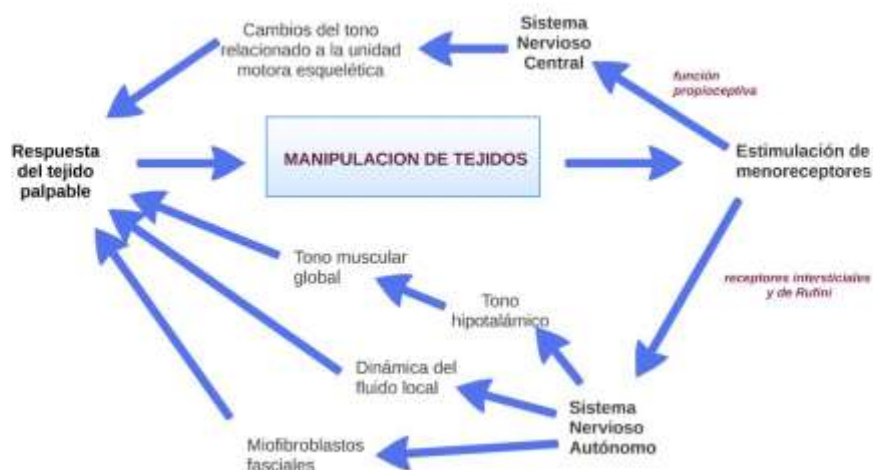 Cambios del tono
relacionado a la unidad
motora esquelética
Sistema
Nervioso
Central
función
propioceptiva
Respuesta
del tejido
palpable
MANIPULACION DE TEJIDOS
Estimulación de
menoreceptores
Tono muscular
global
receptores intersticiales
y de Rufini
Tono
hipotalámico
Dinámica del
fluido local
Sistema
Nervioso
Autónomo
Miofibroblastos
fasciales